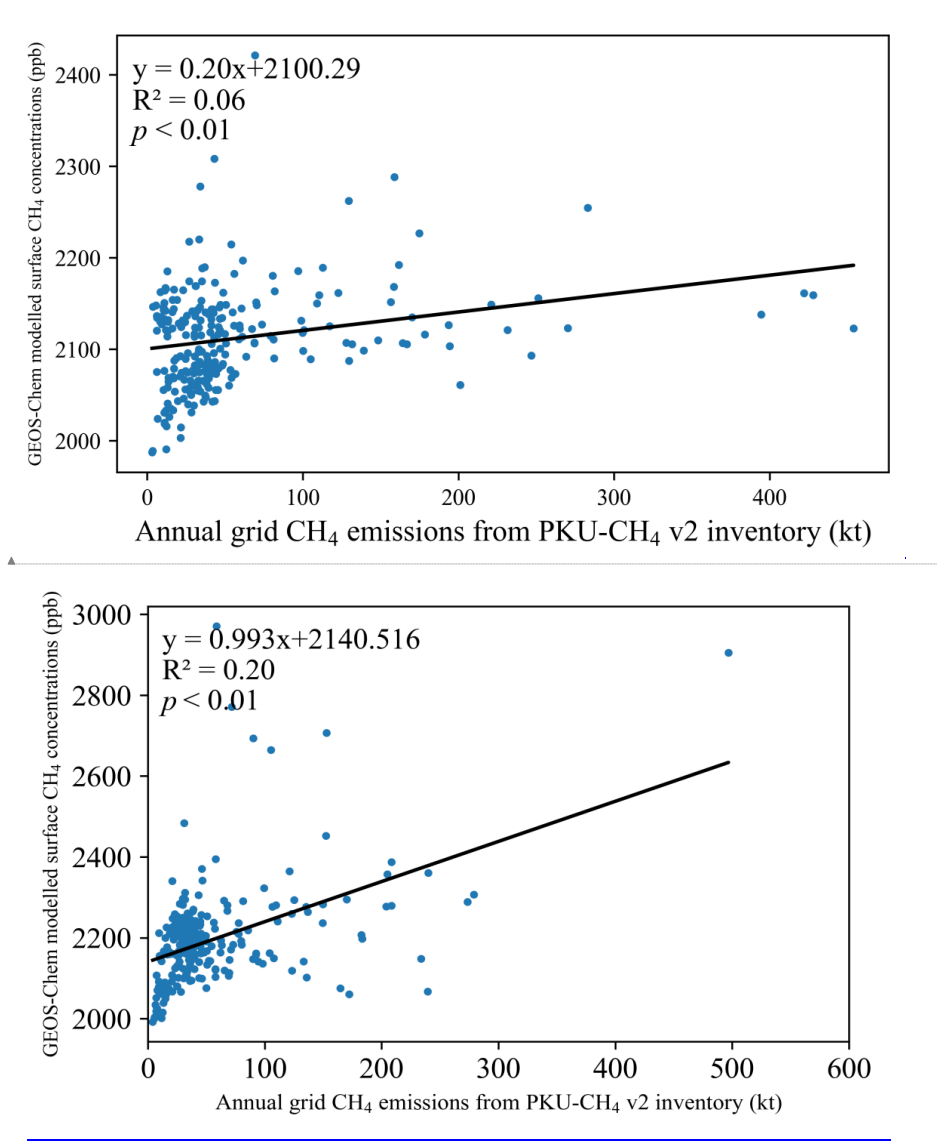 GEOS-Chem modelled surface CH₄ concentrations (ppb)
2400
2300
2200
2100
2000
y = 0.20x+2100.29
R² = 0.06
p < 0.01
0 100 200 300 400
Annual grid CH₄ emissions from PKU-CH₄ v2 inventory (kt)
GEOS-Chem modelled surface CH₄ concentrations (ppb)
3000
2800
2600
2400
2200
2000
y = 0.993x+2140.516
R² = 0.20
p < 0.01
0 100 200 300 400 500 600
Annual grid CH₄ emissions from PKU-CH₄ v2 inventory (kt)